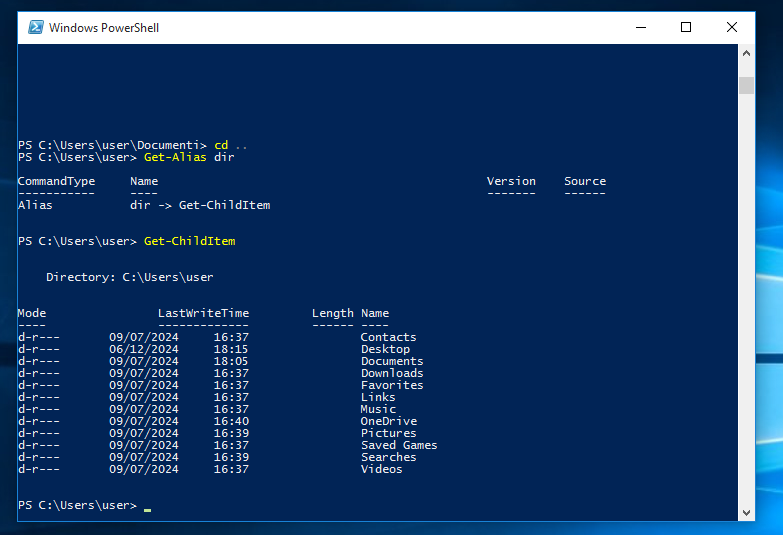 Windows PowerShell
PS C:\Users\user\Documenti> cd ..
PS C:\Users\user> Get-Alias dir
CommandType     Name                                               Version    Source
-----------     ----                                               -------    ------
Alias           dir -> Get-ChildItem
PS C:\Users\user> Get-ChildItem
    Directory: C:\Users\user
Mode                LastWriteTime         Length Name
----                -------------         ------ ----
d-r---       09/07/2024     16:37                Contacts
d-r---       06/12/2024     18:15                Desktop
d-r---       09/07/2024     18:05                Documents
d-r---       09/07/2024     16:37                Downloads
d-r---       09/07/2024     16:37                Favorites
d-r---       09/07/2024     16:37                Links
d-r---       09/07/2024     16:37                Music
d-r---       09/07/2024     16:40                OneDrive
d-r---       09/07/2024     16:39                Pictures
d-r---       09/07/2024     16:37                Saved Games
d-r---       09/07/2024     16:39                Searches
d-r---       09/07/2024     16:37                Videos
PS C:\Users\user> _